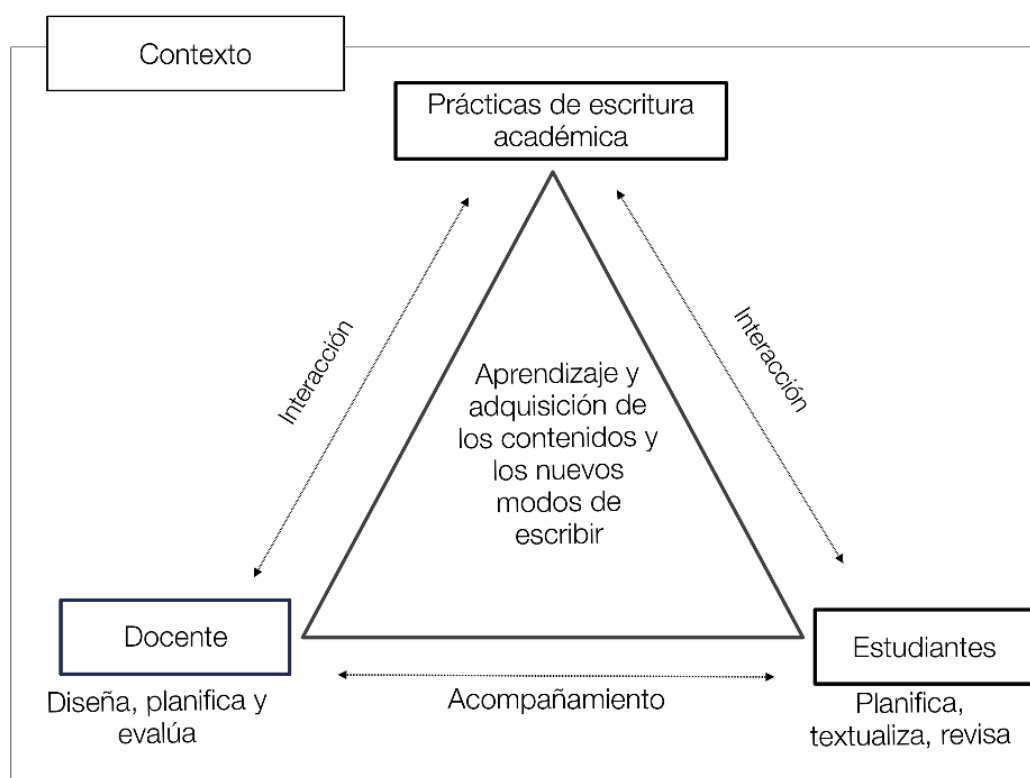 Contexto
Prácticas de escritura
académica
Interacción
Interacción
Aprendizaje y
adquisición de
los contenidos y
los nuevos
modos de
escribir
Docente
Diseña, planifica y
evalúa
Acompañamiento
Estudiantes
Planifica,
textualiza, revisa